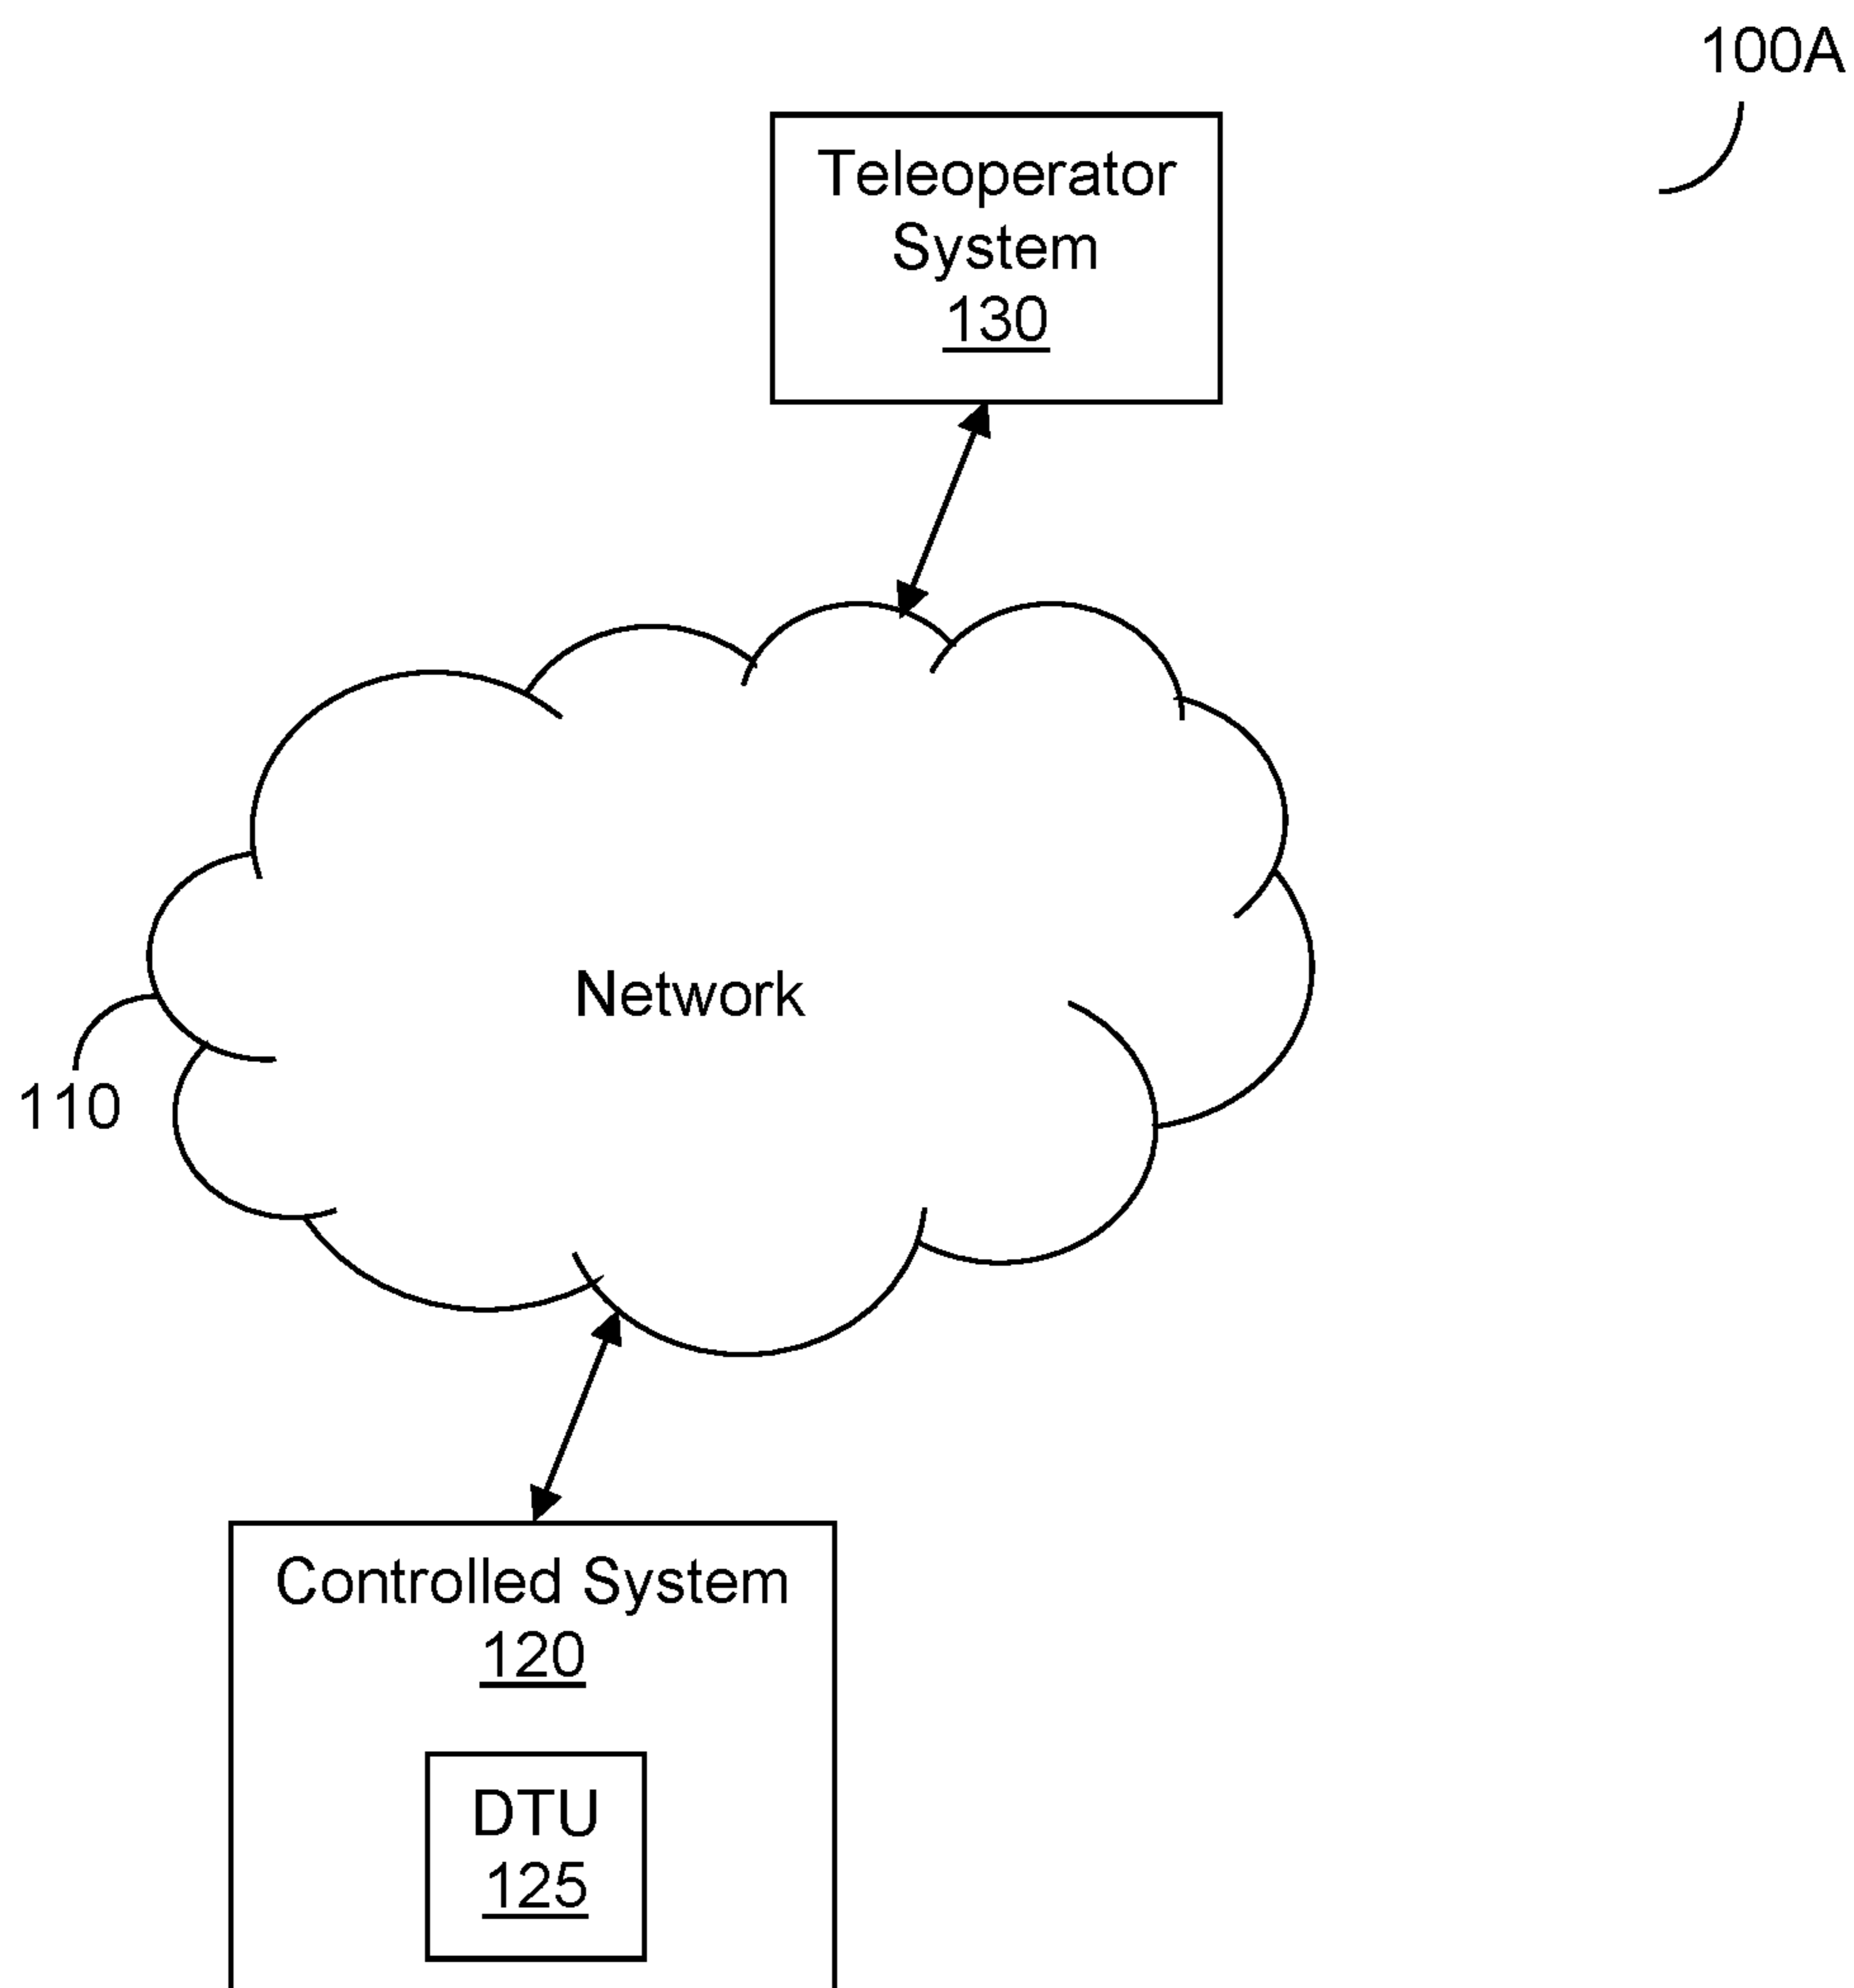 100A
Teleoperator
System
130
Network
110
Controlled System
120
DTU
125